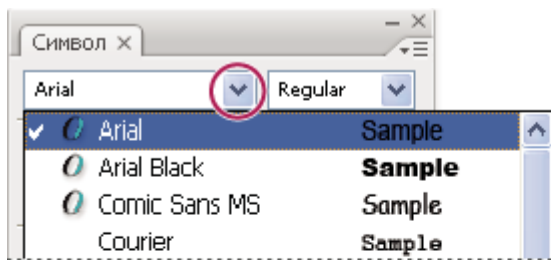 Символ
Arial Regular
Arial Sample
Arial Black Sample
Comic Sans MS Sample
Courier Sample